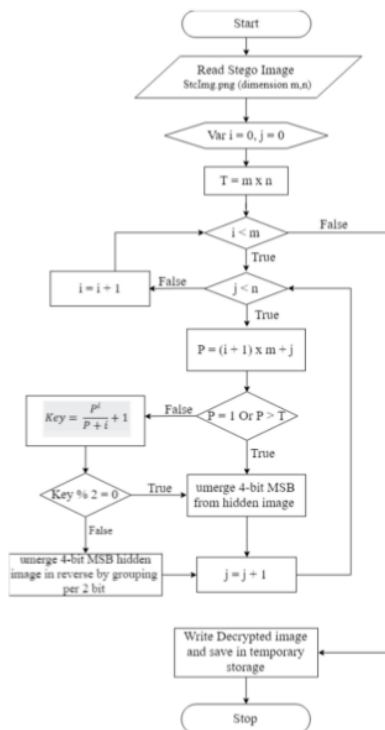 Start
Read Stego Image
StcImg.png (dimension m,n)
Var i = 0, j = 0
T = m x n
i < m
False
True
i = i + 1
False
j < n
True
P = (i + 1) x m + j
Key = P^i / P + i + 1
False
P = 1 Or P > T
True
Key % 2 = 0
True
umerge 4-bit MSB
from hidden image
False
umerge 4-bit MSB hidden
image in reverse by grouping
per 2 bit
j = j + 1
Write Decrypted image
and save in temporary
storage
Stop